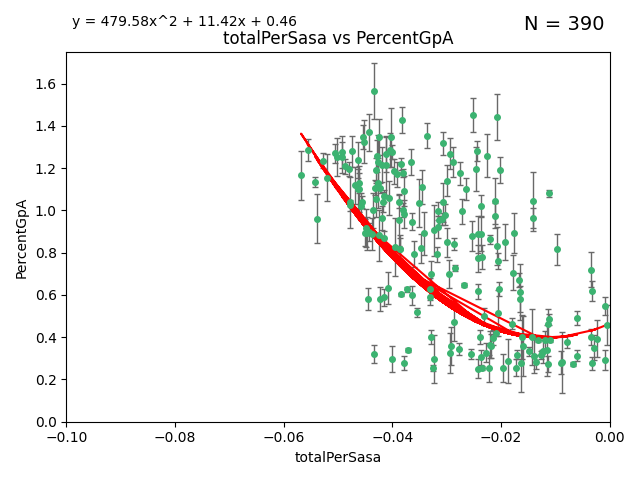 y = 479.58x^2 + 11.42x + 0.46
N = 390
totalPerSasa vs PercentGpA
1.6
1.4
1.2
1.0
0.8
0.6
0.4
0.2
0.0
PercentGpA
−0.10 −0.08 −0.06 −0.04 −0.02 0.00
totalPerSasa